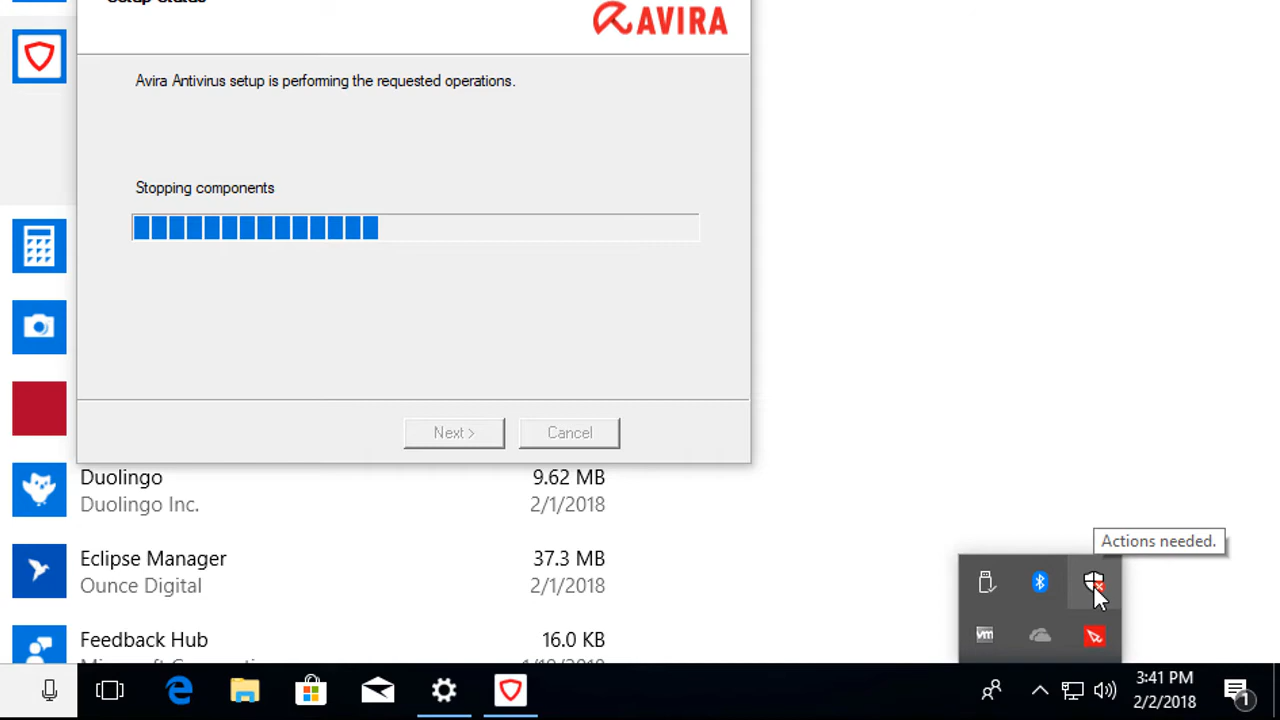 AVIRA
Avira Antivirus setup is performing the requested operations.
Stopping components
Next >
Cancel
Duolingo
9.62 MB
Duolingo Inc.
2/1/2018
Eclipse Manager
37.3 MB
Ounce Digital
2/1/2018
Feedback Hub
16.0 KB
Actions needed.
vm
3:41 PM
2/2/2018
1